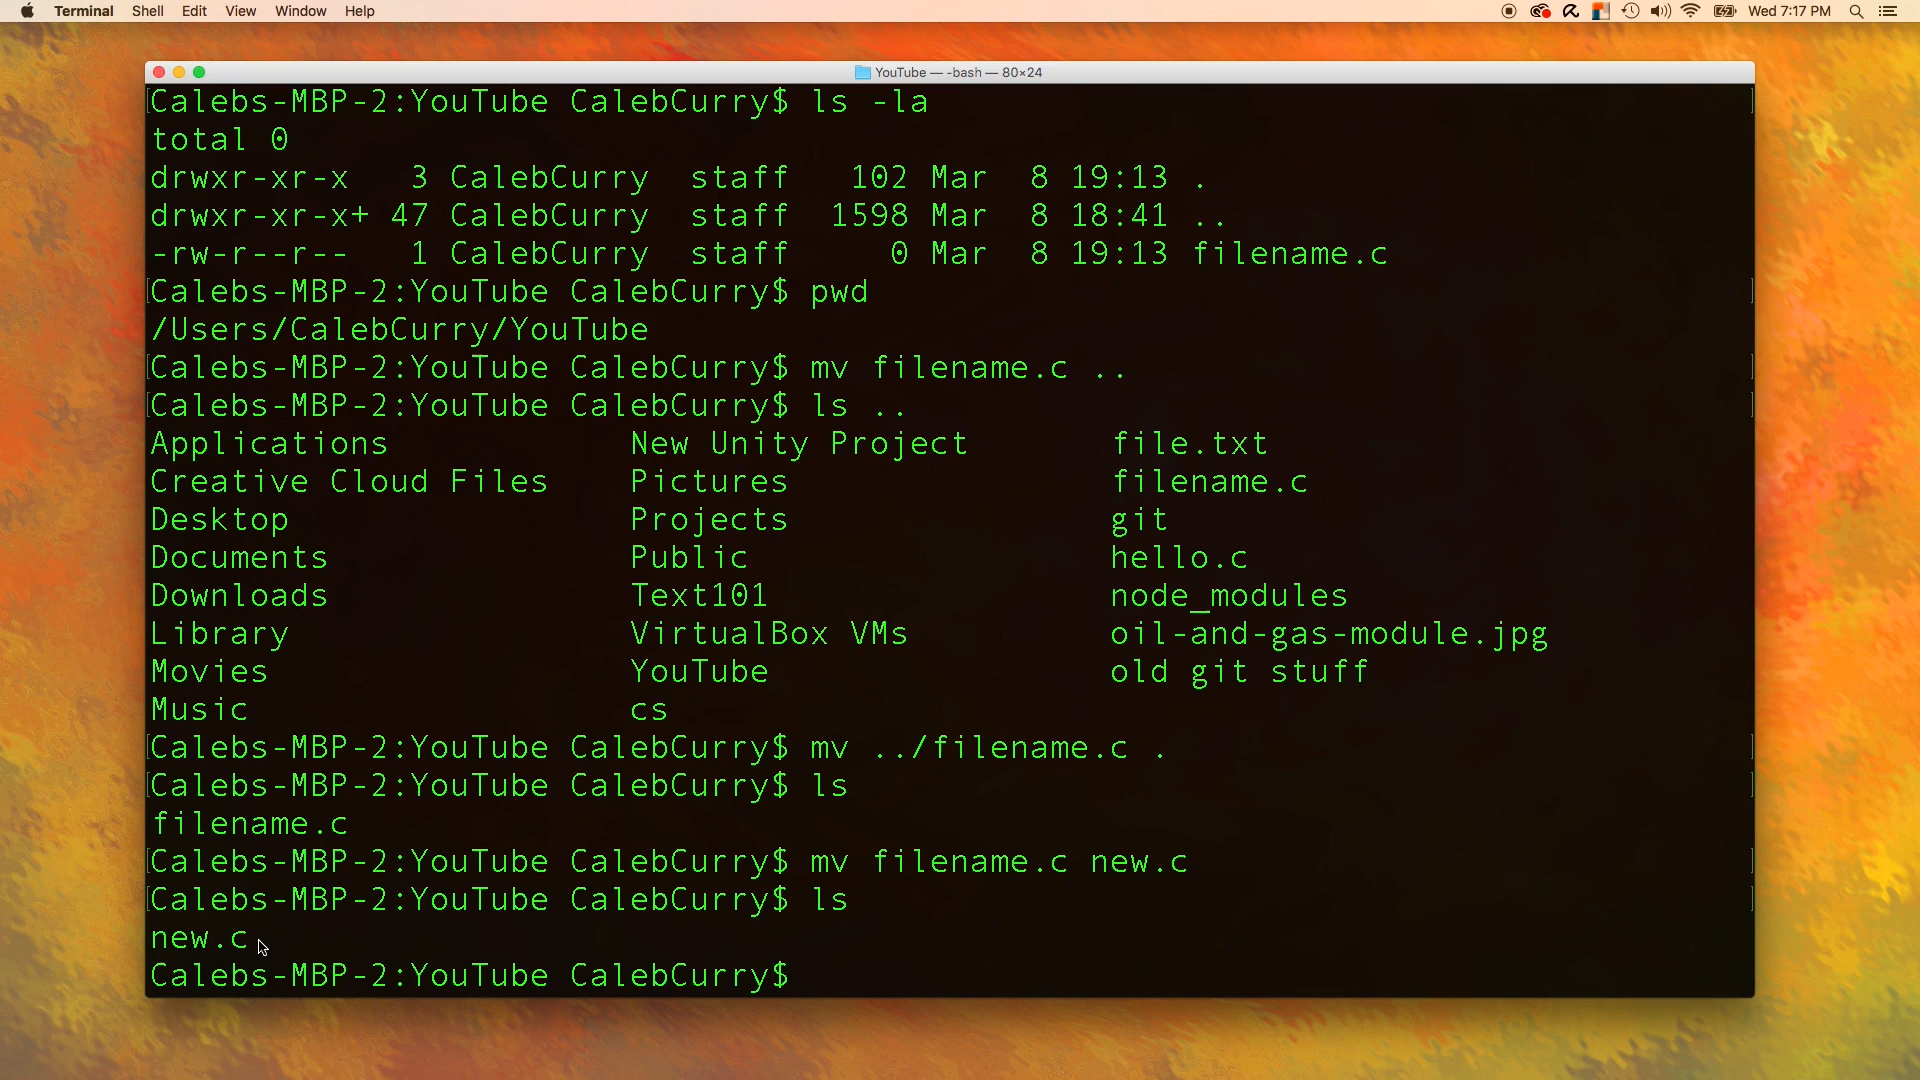 Terminal Shell Edit View Window Help Wed 7:17 PM
YouTube — -bash — 80×24
Calebs-MBP-2:YouTube CalebCurry$ ls -la
total 0
drwxr-xr-x   3 CalebCurry  staff   102 Mar  8 19:13 .
drwxr-xr-x+ 47 CalebCurry  staff  1598 Mar  8 18:41 ..
-rw-r--r--   1 CalebCurry  staff     0 Mar  8 19:13 filename.c
Calebs-MBP-2:YouTube CalebCurry$ pwd
/Users/CalebCurry/YouTube
Calebs-MBP-2:YouTube CalebCurry$ mv filename.c ..
Calebs-MBP-2:YouTube CalebCurry$ ls ..
Applications            New Unity Project       file.txt
Creative Cloud Files    Pictures                filename.c
Desktop                 Projects                git
Documents               Public                  hello.c
Downloads               Text101                 node_modules
Library                 VirtualBox VMs          oil-and-gas-module.jpg
Movies                  YouTube                 old git stuff
Music                   cs
Calebs-MBP-2:YouTube CalebCurry$ mv ../filename.c .
Calebs-MBP-2:YouTube CalebCurry$ ls
filename.c
Calebs-MBP-2:YouTube CalebCurry$ mv filename.c new.c
Calebs-MBP-2:YouTube CalebCurry$ ls
new.c
Calebs-MBP-2:YouTube CalebCurry$